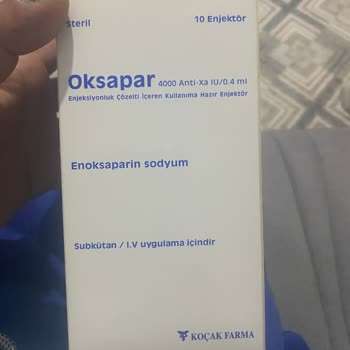 Steril 10 Enjektör
Oksapar 4000 Anti-Xa IU/0.4 ml
Enjeksiyonluk Çözelti İçeren Kullanıma Hazır Enjektör
Enoksaparin sodyum
Subkütan / I.V uygulama içindir
KOÇAK FARMA